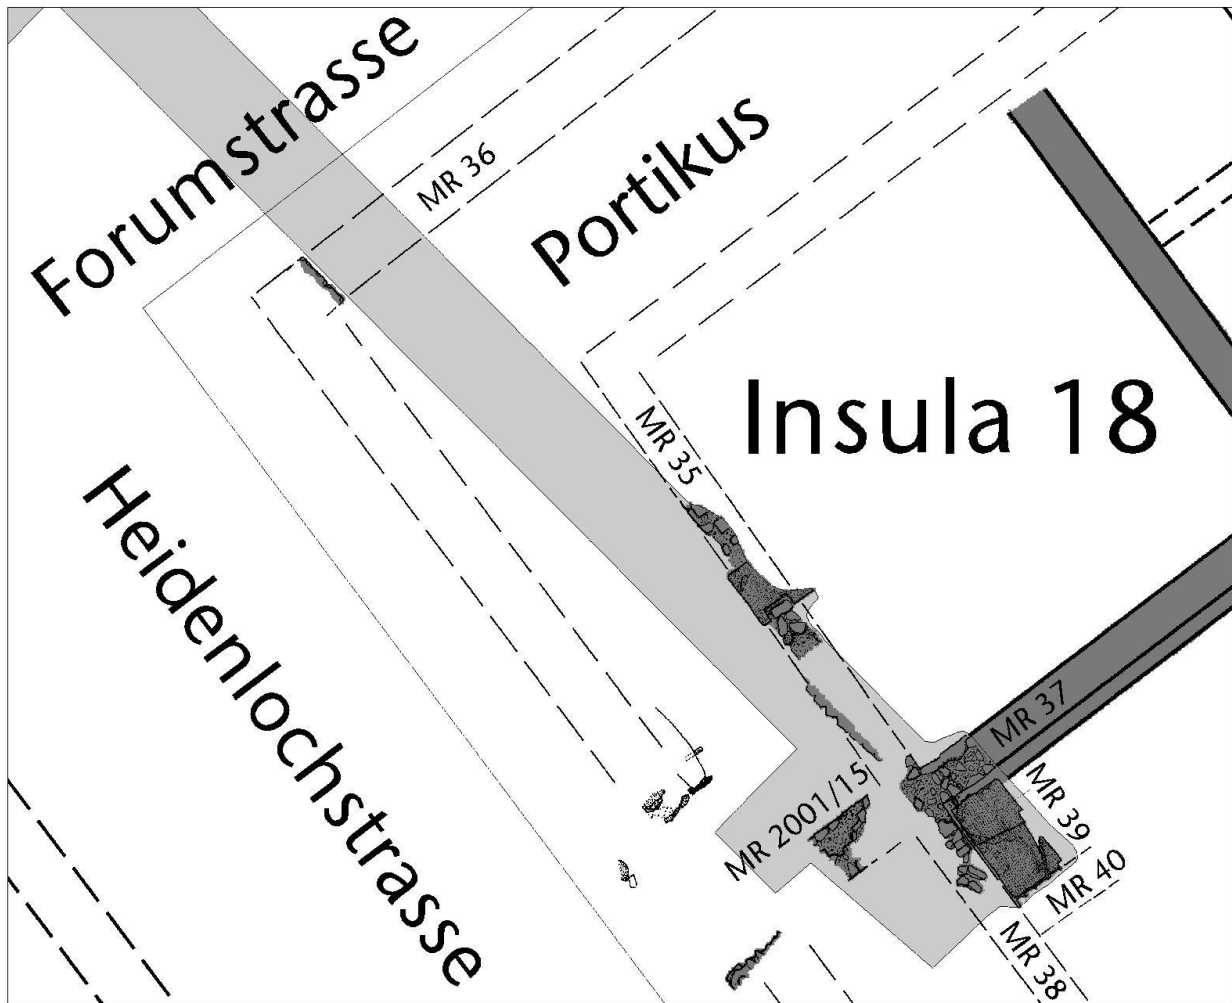 Forumstrasse
MR 36
Portikus
Insula 18
MR 35
Heidenlochstrasse
MR 37
MR 2001/15
MR 39
MR 40
MR 38